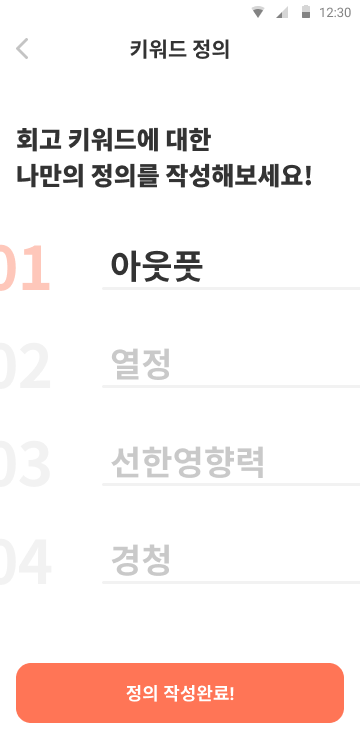 12:30
키워드 정의
회고 키워드에 대한
나만의 정의를 작성해보세요!
01 아웃풋
02 열정
03 선한영향력
04 경청
정의 작성완료!